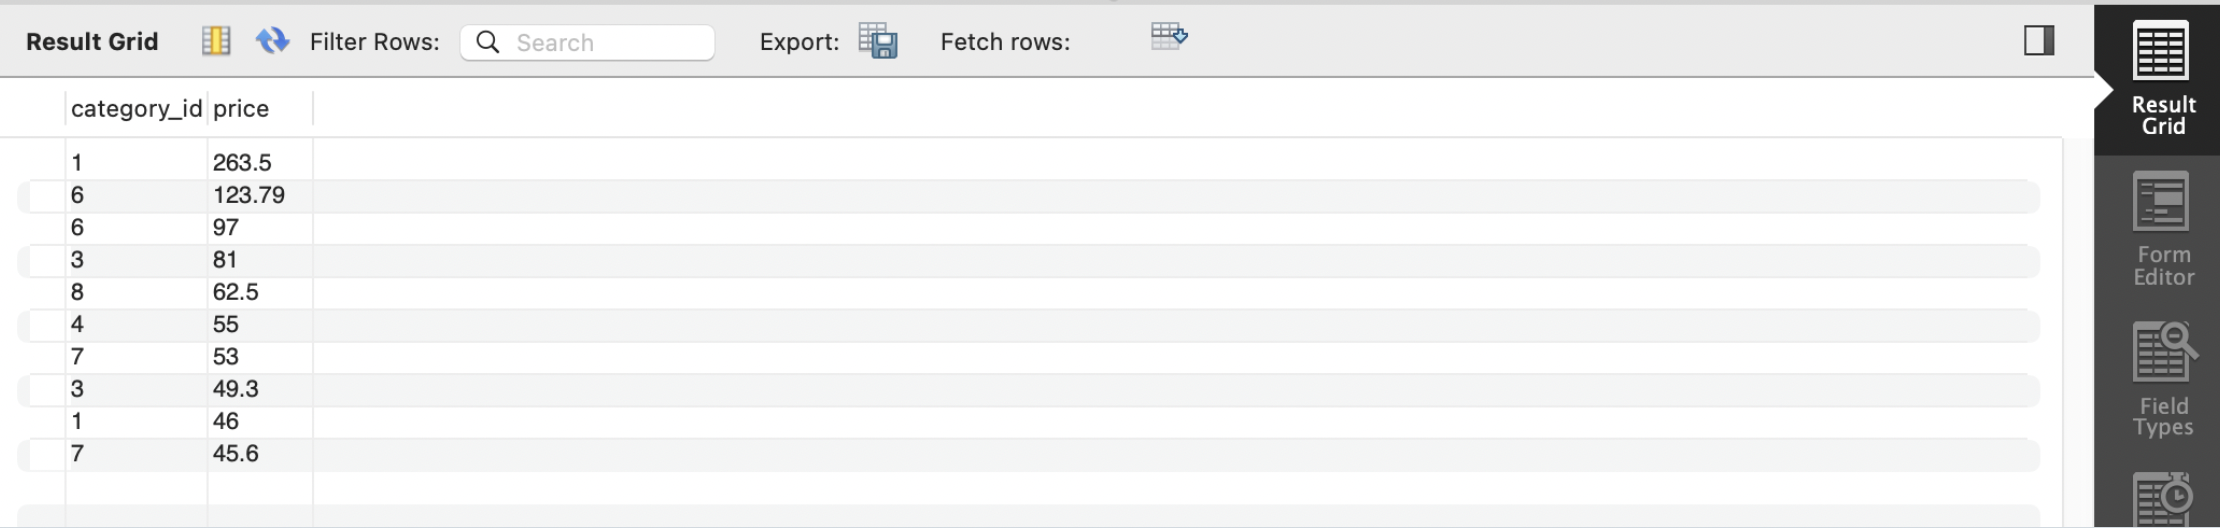 Result Grid Filter Rows: Search Export: Fetch rows:
category_id price
1 263.5
6 123.79
6 97
3 81
8 62.5
4 55
7 53
3 49.3
1 46
7 45.6
Result
Grid
Form
Editor
Field
Types